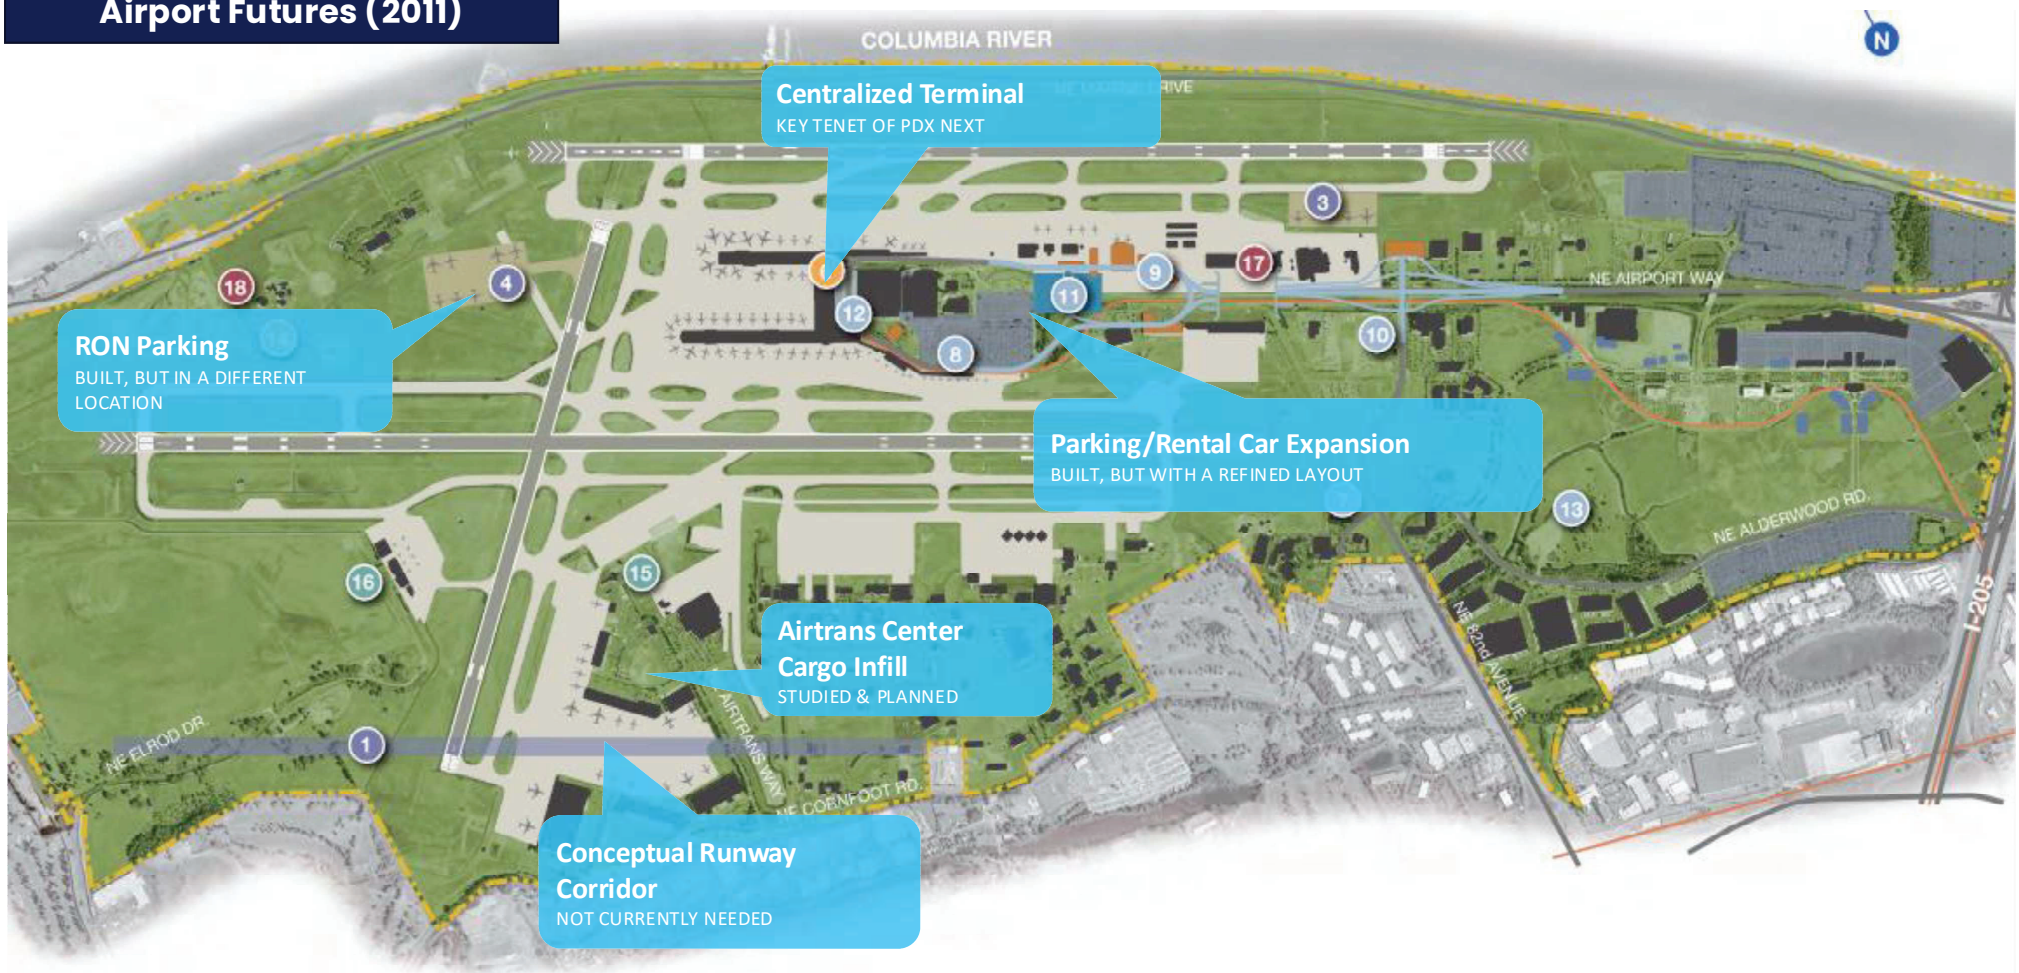 Airport Futures (2011)
COLUMBIA RIVER
N
Centralized Terminal
KEY TENET OF PDX NEXT
DRIVE
3
4
18
17
9
11
12
8
10
NE AIRPORT WAY
RON Parking
BUILT, BUT IN A DIFFERENT
LOCATION
Parking/Rental Car Expansion
BUILT, BUT WITH A REFINED LAYOUT
13
NE ALDERWOOD RD.
16
15
I-205
NE 82nd AVENUE
Airtrans Center
Cargo Infill
STUDIED & PLANNED
AIRTRANS WAY
NE ELROD DR.
1
NE CORNFOOT RD.
Conceptual Runway
Corridor
NOT CURRENTLY NEEDED